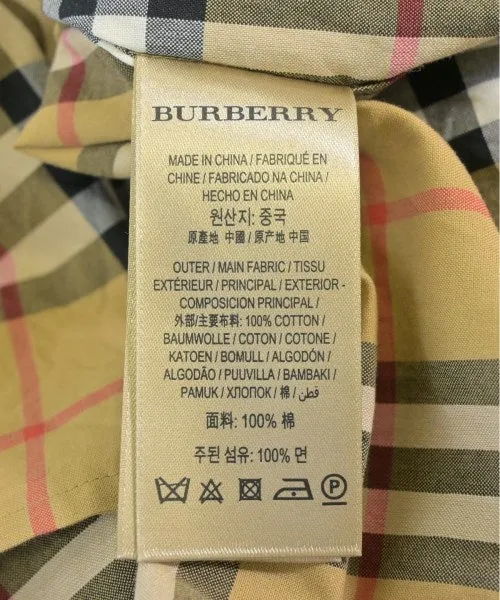 BURBERRY
MADE IN CHINA / FABRIQUÉ EN
CHINE / FABRICADO NA CHINA /
HECHO EN CHINA
원산지: 중국
原產地 中國 / 原产地 中国
OUTER / MAIN FABRIC / TISSU
EXTÉRIEUR / PRINCIPAL / EXTERIOR -
COMPOSICION PRINCIPAL /
外部/主要布料: 100% COTTON /
BAUMWOLLE / COTON / COTONE /
KATOEN / BOMULL / ALGODÓN /
ALGODÃO / PUUVILLA / BAMBAKI /
PAMUK / ХЛОПОК / 棉 / قطن /
面料: 100% 棉
주된 섬유: 100% 면
P